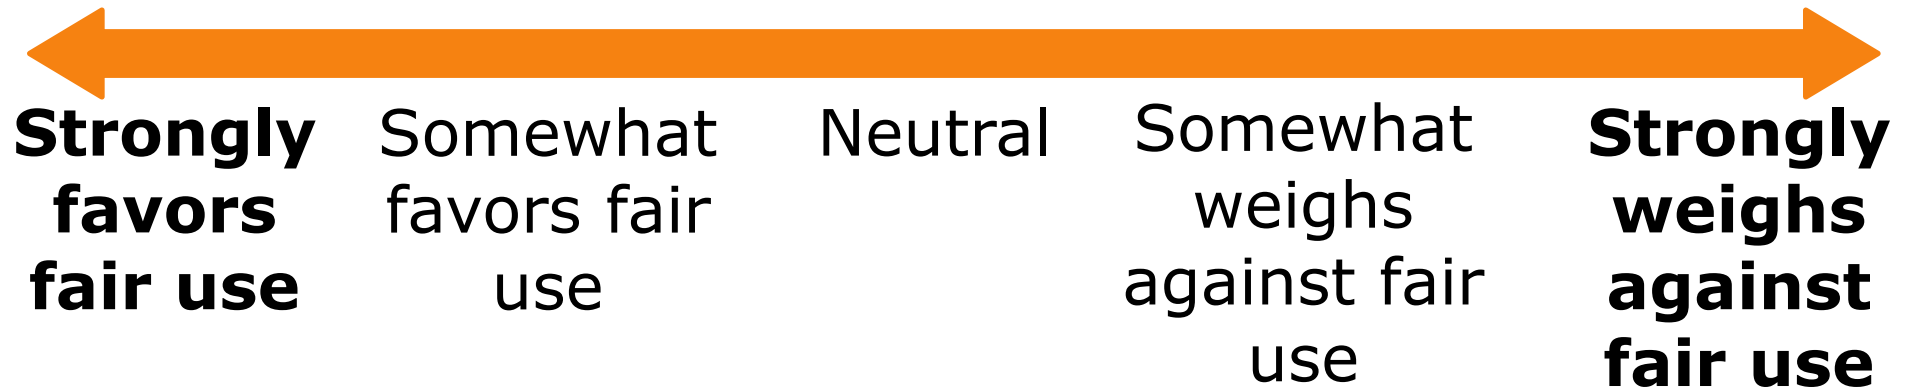 Strongly
favors
fair use
Somewhat
favors fair
use
Neutral
Somewhat
weighs
against fair
use
Strongly
weighs
against
fair use